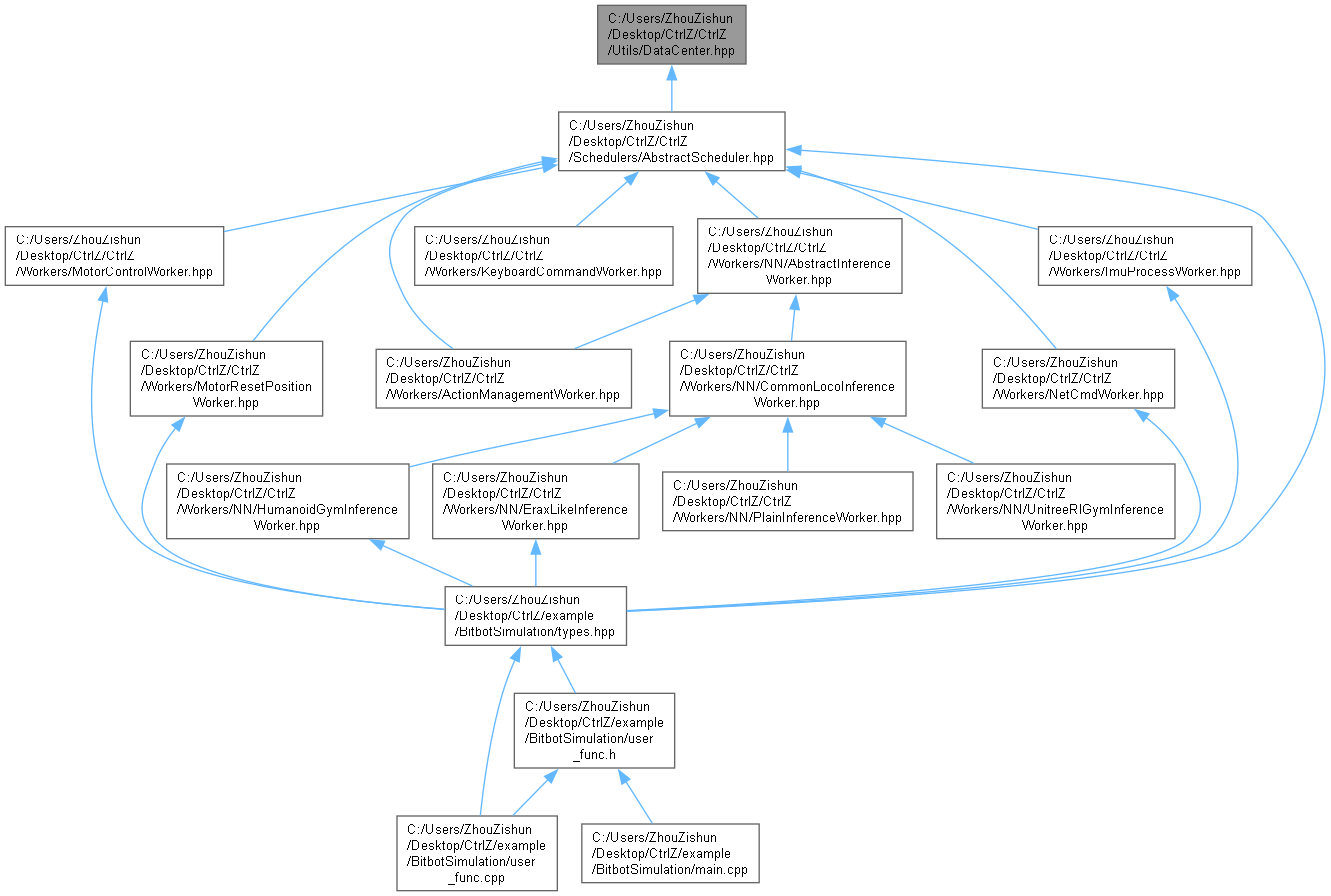 C:/Users/ZhouZishun
/Desktop/CtrlZ/CtrlZ
/Utils/DataCenter.hpp
C:/Users/ZhouZishun
/Desktop/CtrlZ/CtrlZ
/Schedulers/AbstractScheduler.hpp
C:/Users/ZhouZishun
/Desktop/CtrlZ/CtrlZ
/Workers/MotorControlWorker.hpp
C:/Users/ZhouZishun
/Desktop/CtrlZ/CtrlZ
/Workers/KeyboardCommandWorker.hpp
C:/Users/ZhouZishun
/Desktop/CtrlZ/CtrlZ
/Workers/NN/AbstractInference
Worker.hpp
C:/Users/ZhouZishun
/Desktop/CtrlZ/CtrlZ
/Workers/ImuProcessWorker.hpp
C:/Users/ZhouZishun
/Desktop/CtrlZ/CtrlZ
/Workers/MotorResetPosition
Worker.hpp
C:/Users/ZhouZishun
/Desktop/CtrlZ/CtrlZ
/Workers/ActionManagementWorker.hpp
C:/Users/ZhouZishun
/Desktop/CtrlZ/CtrlZ
/Workers/NN/CommonLocoInference
Worker.hpp
C:/Users/ZhouZishun
/Desktop/CtrlZ/CtrlZ
/Workers/NetCmdWorker.hpp
C:/Users/ZhouZishun
/Desktop/CtrlZ/CtrlZ
/Workers/NN/HumanoidGymInference
Worker.hpp
C:/Users/ZhouZishun
/Desktop/CtrlZ/CtrlZ
/Workers/NN/EraxLikeInference
Worker.hpp
C:/Users/ZhouZishun
/Desktop/CtrlZ/CtrlZ
/Workers/NN/PlainInferenceWorker.hpp
C:/Users/ZhouZishun
/Desktop/CtrlZ/CtrlZ
/Workers/NN/UnitreeRlGymInference
Worker.hpp
C:/Users/ZhouZishun
/Desktop/CtrlZ/example
/BitbotSimulation/types.hpp
C:/Users/ZhouZishun
/Desktop/CtrlZ/example
/BitbotSimulation/user
_func.h
C:/Users/ZhouZishun
/Desktop/CtrlZ/example
/BitbotSimulation/user
_func.cpp
C:/Users/ZhouZishun
/Desktop/CtrlZ/example
/BitbotSimulation/main.cpp